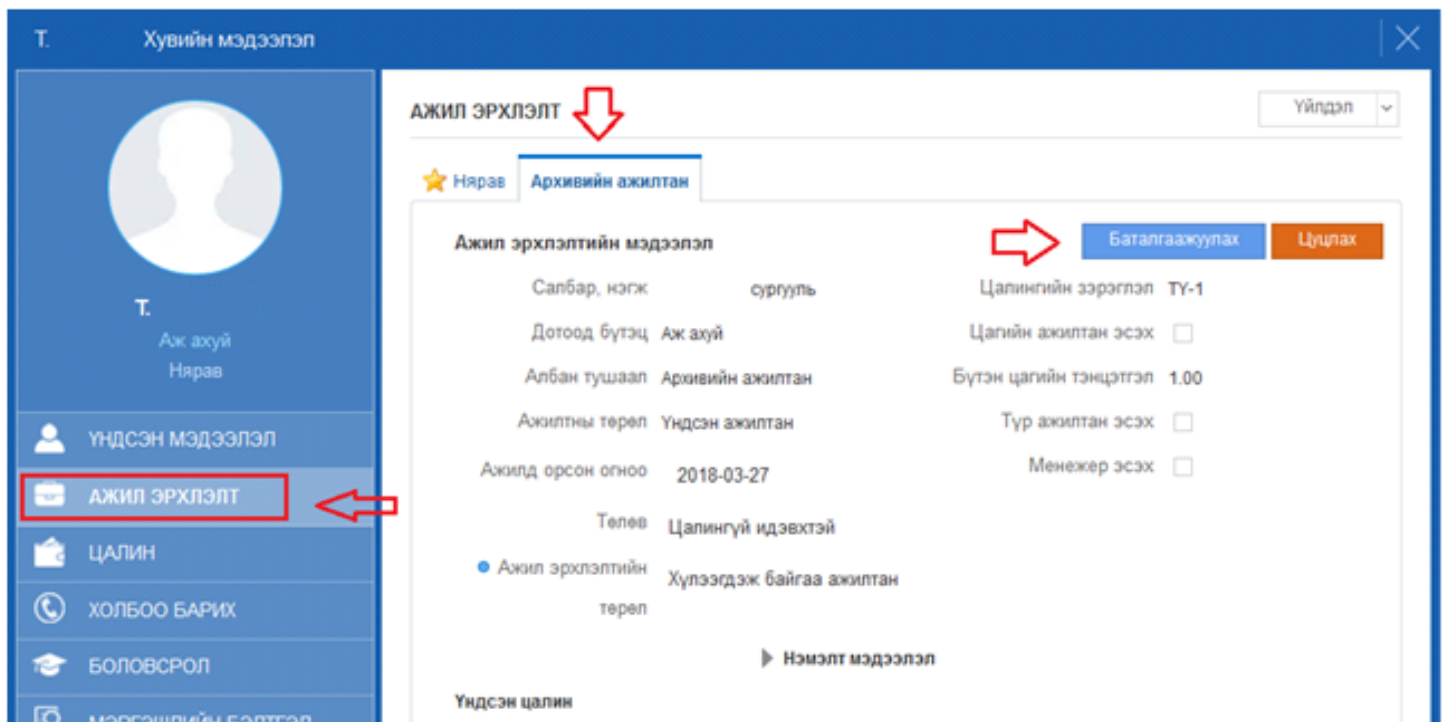 Т. Хувийн мэдээлэл
Т.
Аж ахуй
Нярав
ҮНДСЭН МЭДЭЭЛЭЛ
АЖИЛ ЭРХЛЭЛТ
ЦАЛИН
ХОЛБОО БАРИХ
БОЛОВСРОЛ
МЭРГЭШЛИЙН БЭЛТГЭЛ
АЖИЛ ЭРХЛЭЛТ
Үйлдэл
Нярав Архивийн ажилтан
Ажил эрхлэлтийн мэдээлэл
Баталгаажуулах Цуцлах
Салбар, нэгж сургууль Цалингийн зэрэглэл ТҮ-1
Дотоод бүтэц Аж ахуй Цагийн ажилтан эсэх
Албан тушаал Архивийн ажилтан Бүтэн цагийн тэнцэтгэл 1.00
Ажилтны төрөл Үндсэн ажилтан Түр ажилтан эсэх
Ажилд орсон огноо 2018-03-27 Менежер эсэх
Төлөв Цалингүй идэвхтэй
Ажил эрхлэлтийн Хүлээгдэж байгаа ажилтан
төрөл
Нэмэлт мэдээлэл
Үндсэн цалин